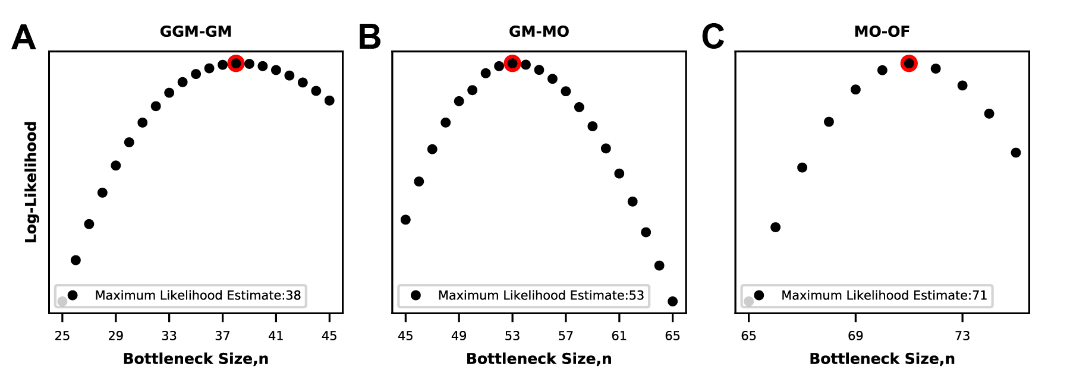 A
GGM-GM
Log-Likelihood
Maximum Likelihood Estimate:38
25 29 33 37 41 45
Bottleneck Size,n
B
GM-MO
Maximum Likelihood Estimate:53
45 49 53 57 61 65
Bottleneck Size,n
C
MO-OF
Maximum Likelihood Estimate:71
65 69 73
Bottleneck Size,n